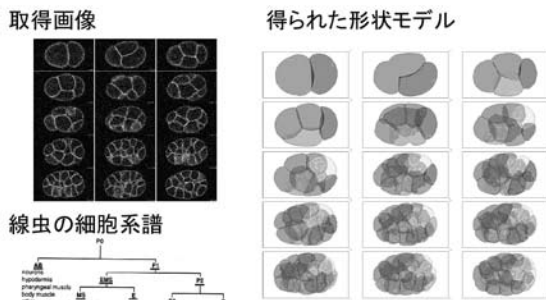 取得画像
得られた形状モデル
線虫の細胞系譜
P0
AB
P1
neurons
hypodermis
EMS
P2
pharyngeal muscle
body muscle
MS
E